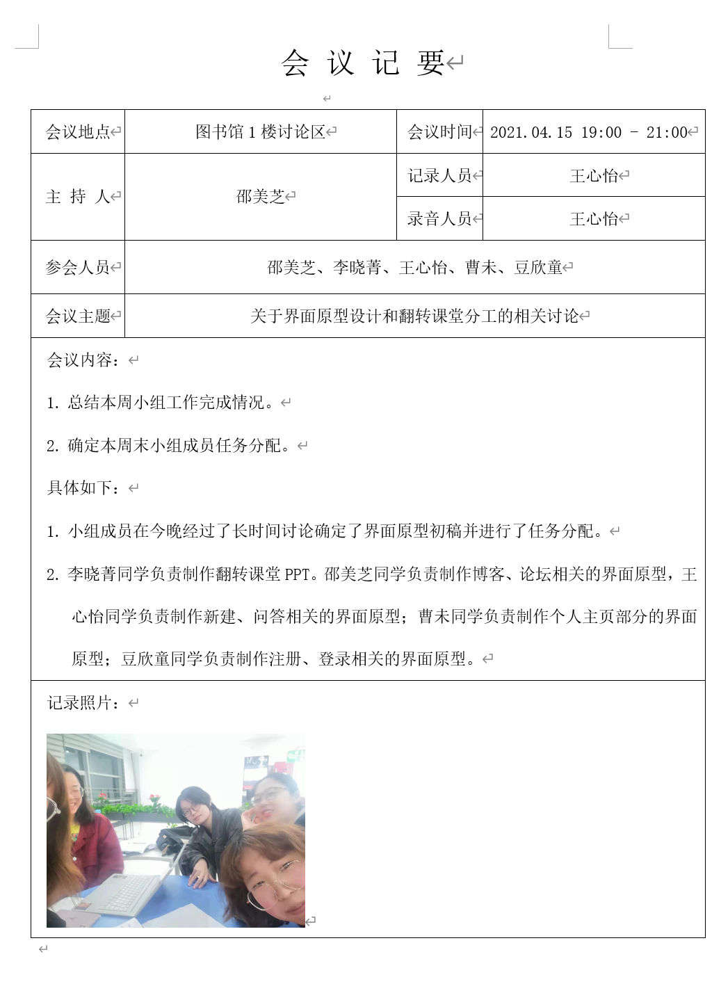 会 议 记 要
会议地点 图书馆 1 楼讨论区 会议时间 2021.04.15 19:00 - 21:00
主 持 人 邵美芝 记录人员 王心怡
录音人员 王心怡
参会人员 邵美芝、李晓菁、王心怡、曹未、豆欣童
会议主题 关于界面原型设计和翻转课堂分工的相关讨论
会议内容：
1. 总结本周小组工作完成情况。
2. 确定本周末小组成员任务分配。
具体如下：
1. 小组成员在今晚经过了长时间讨论确定了界面原型初稿并进行了任务分配。
2. 李晓菁同学负责制作翻转课堂 PPT。邵美芝同学负责制作博客、论坛相关的界面原型，王
心怡同学负责制作新建、问答相关的界面原型；曹未同学负责制作个人主页部分的界面
原型；豆欣童同学负责制作注册、登录相关的界面原型。
记录照片：